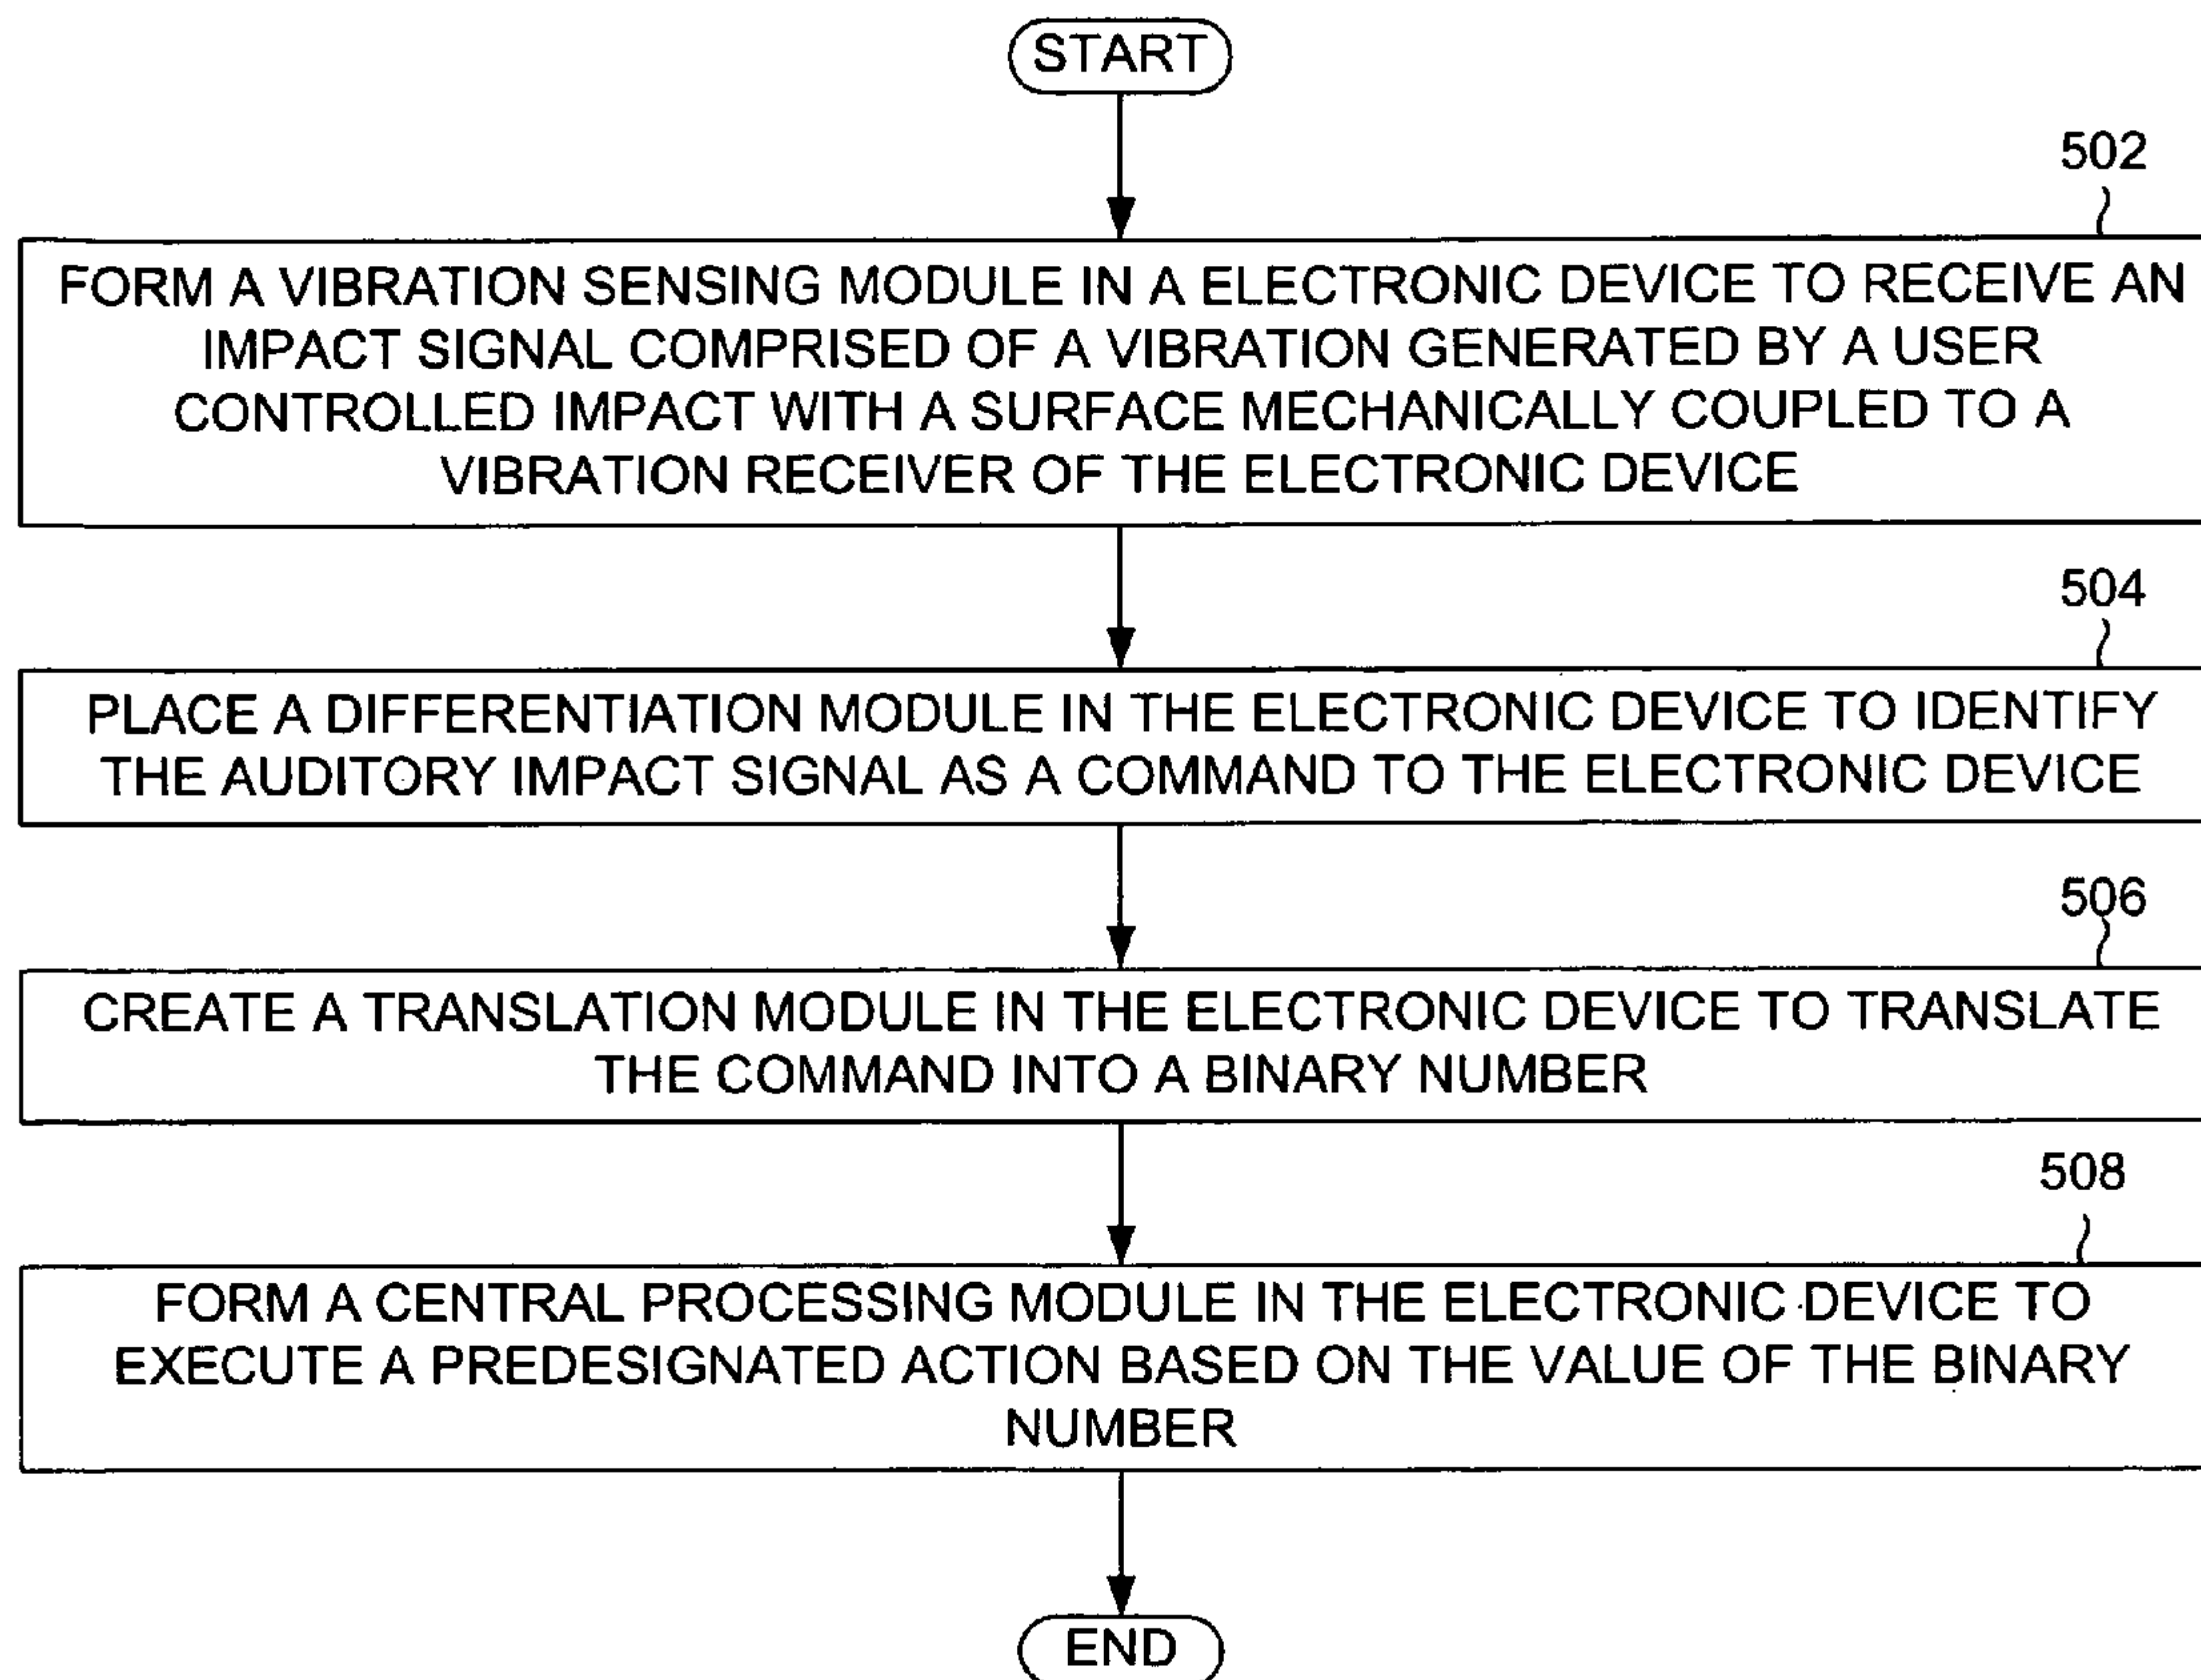 START
502
FORM A VIBRATION SENSING MODULE IN A ELECTRONIC DEVICE TO RECEIVE AN
IMPACT SIGNAL COMPRISED OF A VIBRATION GENERATED BY A USER
CONTROLLED IMPACT WITH A SURFACE MECHANICALLY COUPLED TO A
VIBRATION RECEIVER OF THE ELECTRONIC DEVICE
504
PLACE A DIFFERENTIATION MODULE IN THE ELECTRONIC DEVICE TO IDENTIFY
THE AUDITORY IMPACT SIGNAL AS A COMMAND TO THE ELECTRONIC DEVICE
506
CREATE A TRANSLATION MODULE IN THE ELECTRONIC DEVICE TO TRANSLATE
THE COMMAND INTO A BINARY NUMBER
508
FORM A CENTRAL PROCESSING MODULE IN THE ELECTRONIC DEVICE TO
EXECUTE A PREDESIGNATED ACTION BASED ON THE VALUE OF THE BINARY
NUMBER
END